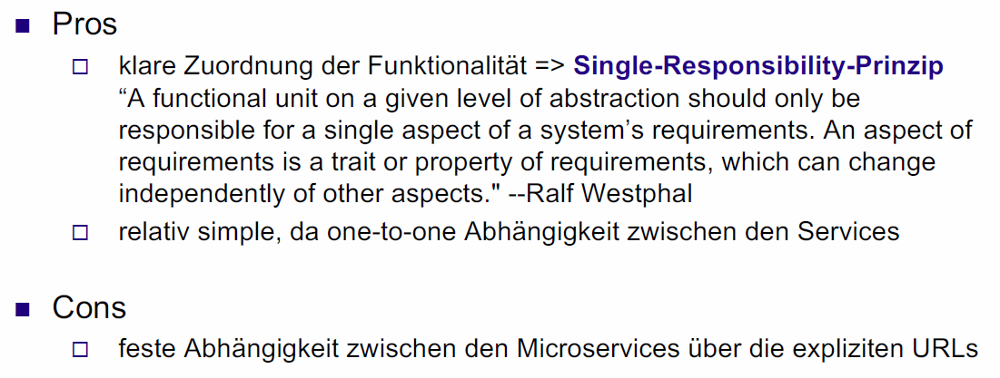 Pros
klare Zuordnung der Funktionalität => Single-Responsibility-Prinzip
“A functional unit on a given level of abstraction should only be
responsible for a single aspect of a system’s requirements. An aspect of
requirements is a trait or property of requirements, which can change
independently of other aspects." --Ralf Westphal
relativ simple, da one-to-one Abhängigkeit zwischen den Services
Cons
feste Abhängigkeit zwischen den Microservices über die expliziten URLs